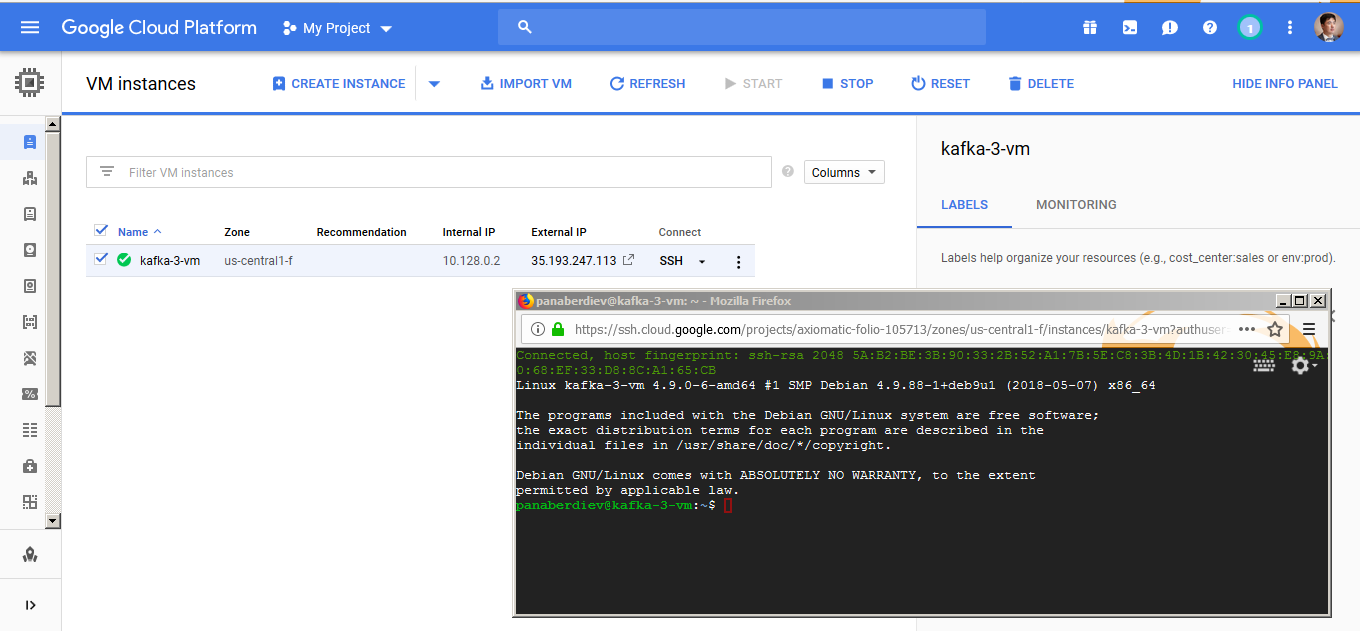 Google Cloud Platform My Project
1
VM instances CREATE INSTANCE IMPORT VM REFRESH START STOP RESET DELETE HIDE INFO PANEL
Filter VM instances Columns
Name Zone Recommendation Internal IP External IP Connect
kafka-3-vm us-central1-f 10.128.0.2 35.193.247.113 SSH
kafka-3-vm
LABELS MONITORING
Labels help organize your resources (e.g., cost_center:sales or env:prod).
panaberdiev@kafka-3-vm: ~ - Mozilla Firefox
https://ssh.cloud.google.com/projects/axiomatic-folio-105713/zones/us-central1-f/instances/kafka-3-vm?authuser
Connected, host fingerprint: ssh-rsa 2048 5A:B2:BE:3B:90:33:2B:52:A1:7B:5E:C8:3B:4D:1B:42:30:45:E8:9A:
0:68:EF:33:D8:8C:A1:65:CB
Linux kafka-3-vm 4.9.0-6-amd64 #1 SMP Debian 4.9.88-1+deb9u1 (2018-05-07) x86_64
The programs included with the Debian GNU/Linux system are free software;
the exact distribution terms for each program are described in the
individual files in /usr/share/doc/*/copyright.
Debian GNU/Linux comes with ABSOLUTELY NO WARRANTY, to the extent
permitted by applicable law.
panaberdiev@kafka-3-vm:~$